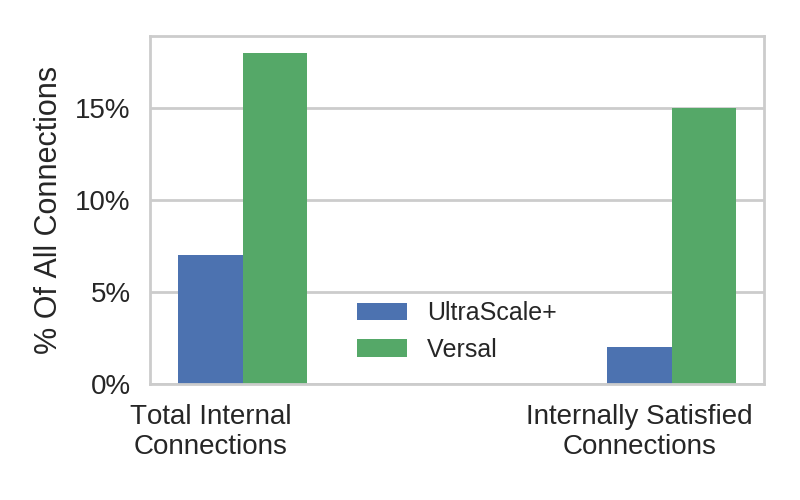 % Of All Connections
15%
10%
5%
0%
UltraScale+
Versal
Total Internal
Connections
Internally Satisfied
Connections